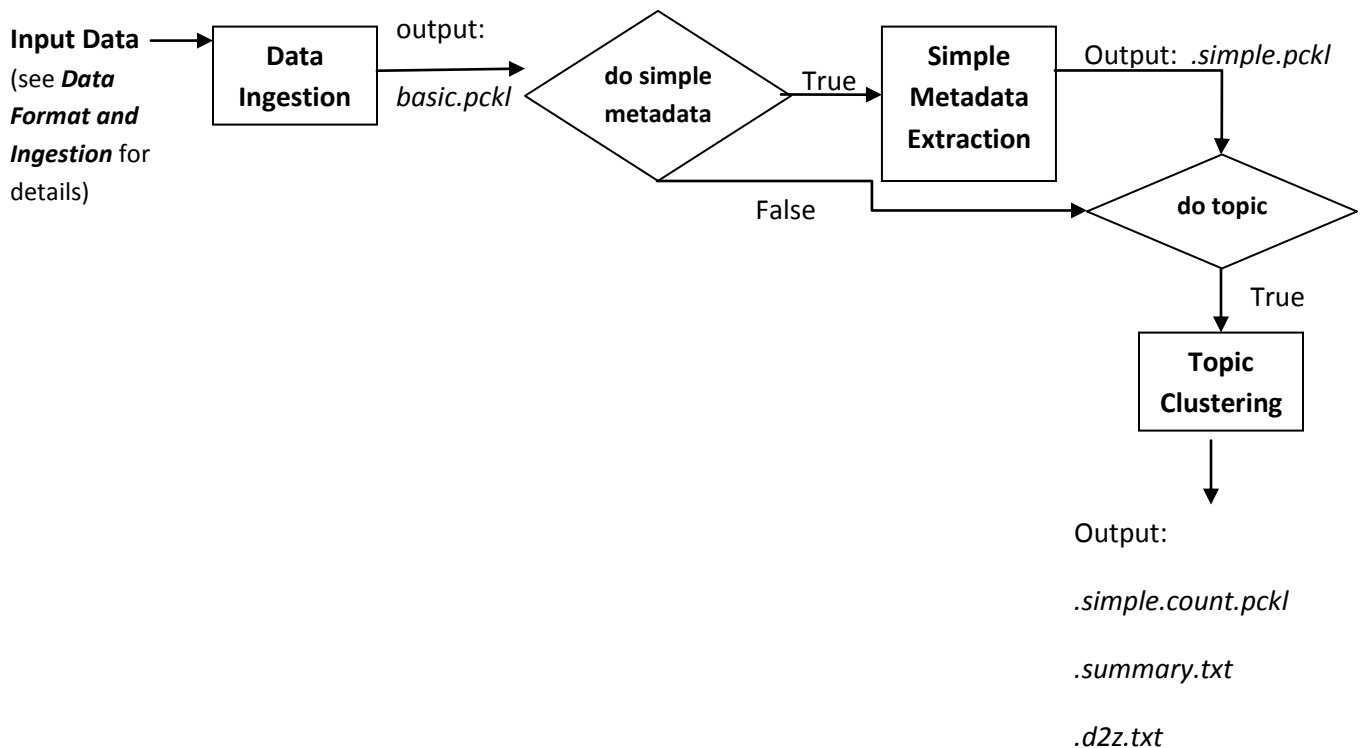 Input Data
(see Data
Format and
Ingestion for
details)
Data
Ingestion
output:
basic.pckl
do simple
metadata
True
False
Simple
Metadata
Extraction
Output: .simple.pckl
do topic
True
Topic
Clustering
Output:
.simple.count.pckl
.summary.txt
.d2z.txt